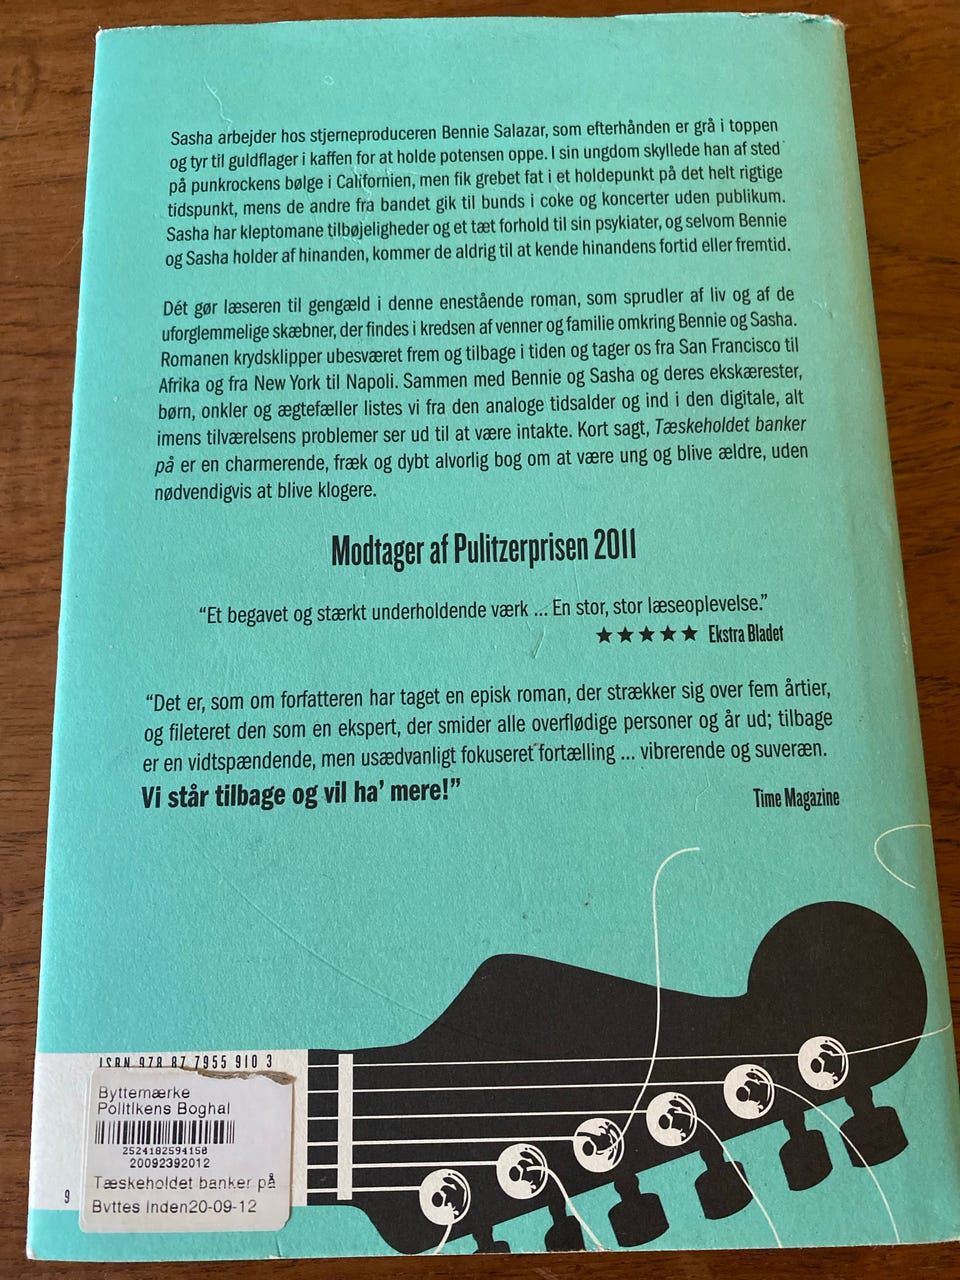 Sasha arbejder hos stjerneproduceren Bennie Salazar, som efterhånden er grå i toppen
og tyr til guldflager i kaffen for at holde potensen oppe. I sin ungdom skyllede han af sted
på punkrockens bølge i Californien, men fik grebet fat i et holdepunkt på det helt rigtige
tidspunkt, mens de andre fra bandet gik til bunds i coke og koncerter uden publikum.
Sasha har kleptomane tilbøjeligheder og et tæt forhold til sin psykiater, og selvom Bennie
og Sasha holder af hinanden, kommer de aldrig til at kende hinandens fortid eller fremtid.
Dét gør læseren til gengæld i denne enestående roman, som sprudler af liv og af de
uforglemmelige skæbner, der findes i kredsen af venner og familie omkring Bennie og Sasha.
Romanen krydsklipper ubesværet frem og tilbage i tiden og tager os fra San Francisco til
Afrika og fra New York til Napoli. Sammen med Bennie og Sasha og deres ekskærester,
børn, onkler og ægtefæller listes vi fra den analoge tidsalder og ind i den digitale, alt
imens tilværelsens problemer ser ud til at være intakte. Kort sagt, Tæskeholdet banker
på er en charmerende, fræk og dybt alvorlig bog om at være ung og blive ældre, uden
nødvendigvis at blive klogere.
Modtager af Pulitzerprisen 2011
“Et begavet og stærkt underholdende værk ... En stor, stor læseoplevelse.”
★★★★★ Ekstra Bladet
“Det er, som om forfatteren har taget en episk roman, der strækker sig over fem årtier,
og fileteret den som en ekspert, der smider alle overflødige personer og år ud; tilbage
er en vidtspændende, men usædvanligt fokuseret fortælling ... vibrerende og suveræn.
Vi står tilbage og vil ha’ mere!”
Time Magazine
ISBN 978 87 7955 910 3
Byttemærke
Politikens Boghal
2524182594158
20092392012
Tæskeholdet banker på
Byttes inden20-09-12
9